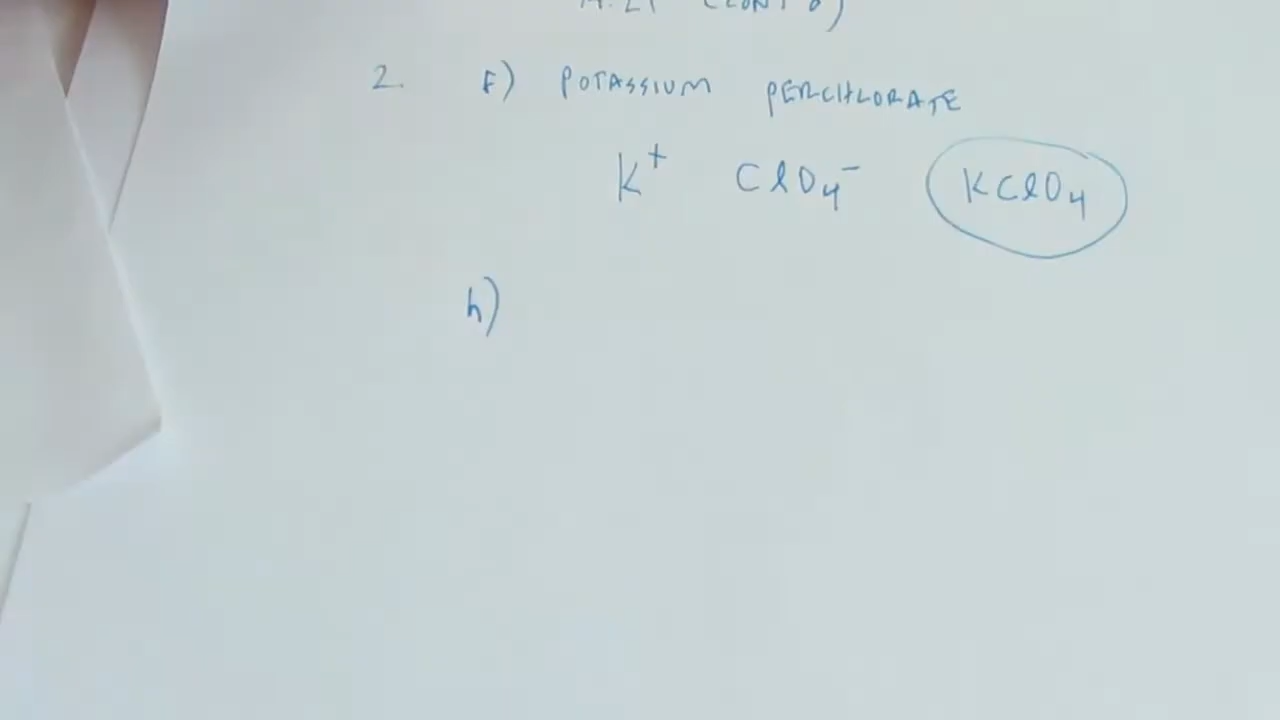 2. F) POTASSIUM PERCHLORATE
K⁺ ClO₄⁻ KClO₄
h)